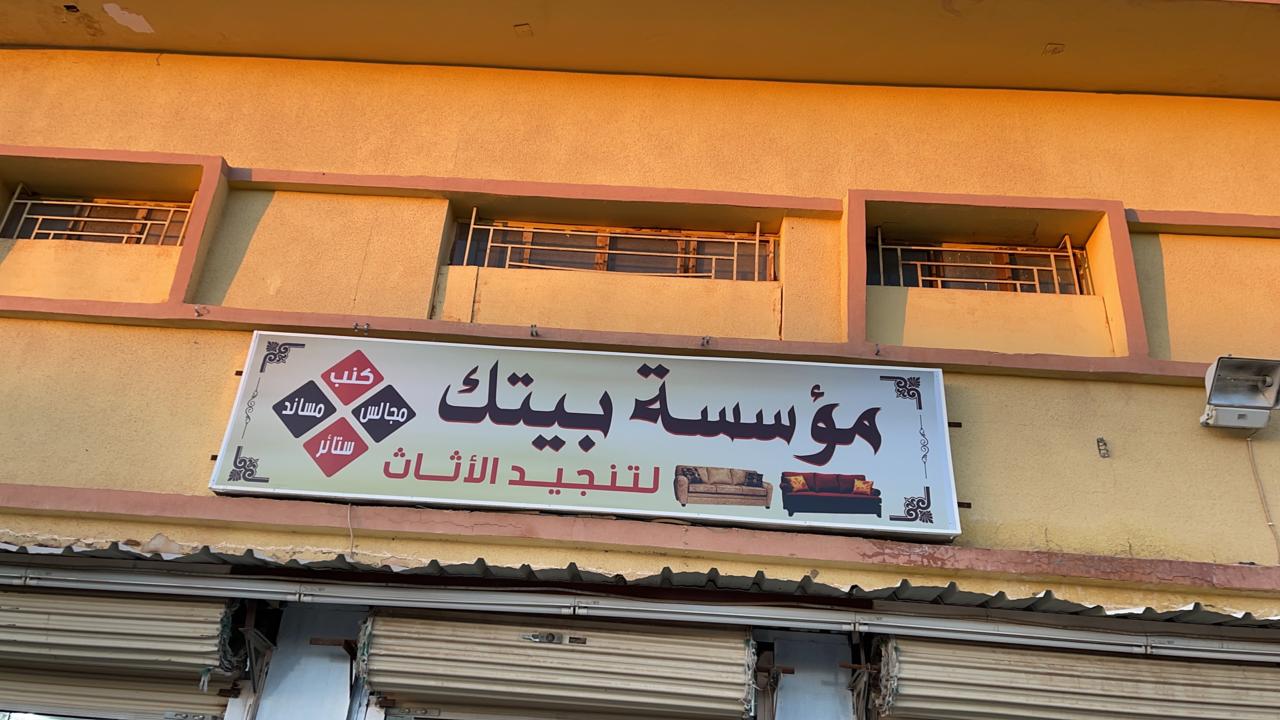 مؤسسة بيتك
لتنجيد الأثاث
كنب
مجالس
مساند
ستائر